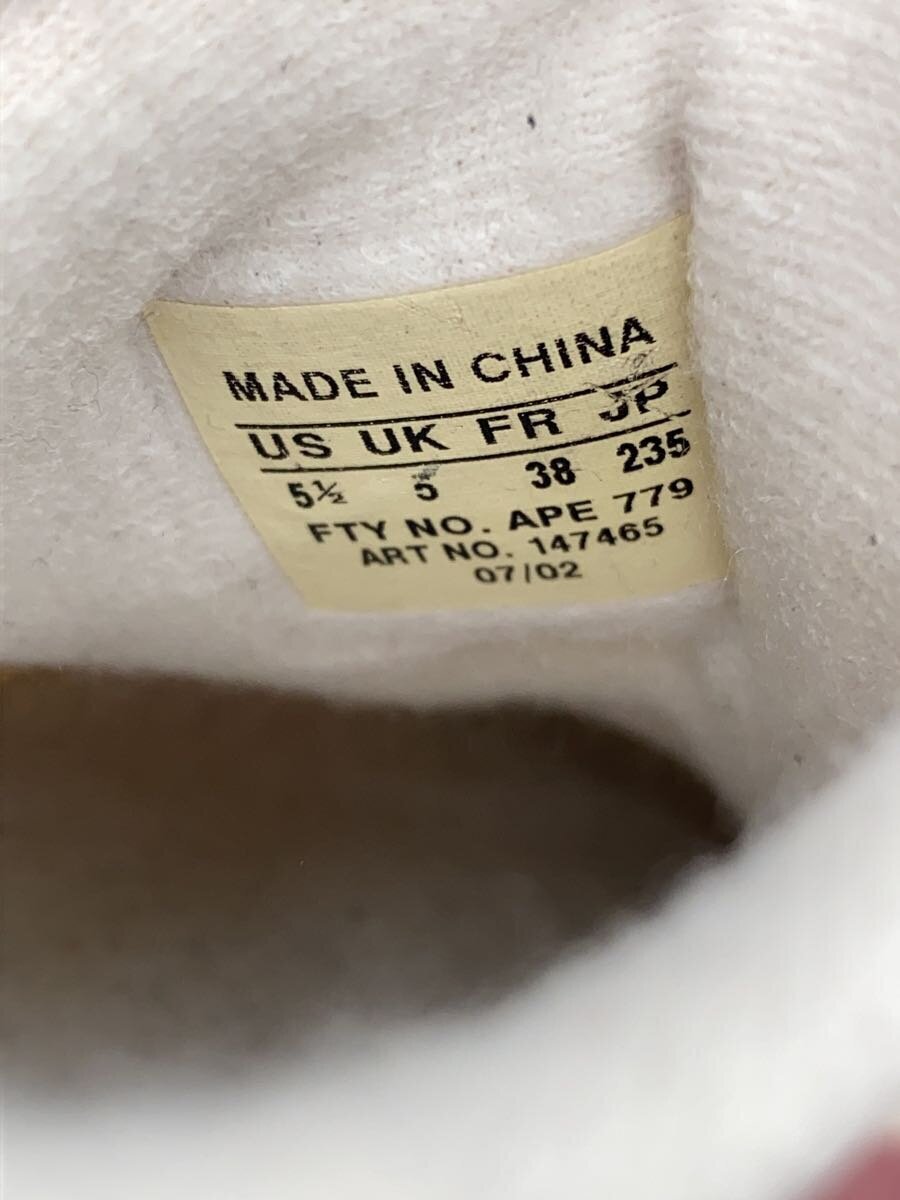 MADE IN CHINA
US UK FR JP
5½ 5 38 235
FTY NO. APE 779
ART NO. 147465
07/02